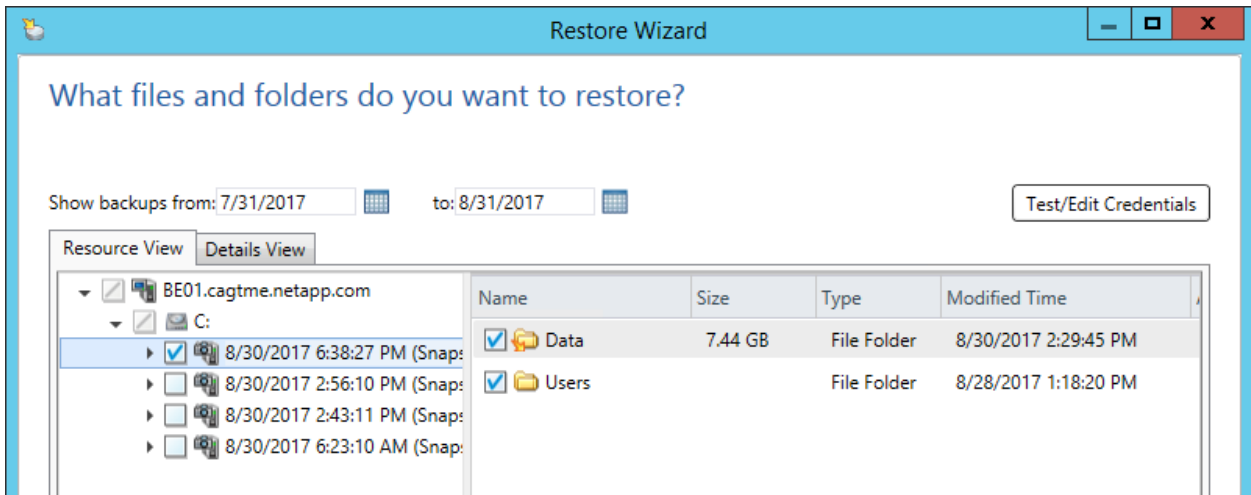 Restore Wizard
What files and folders do you want to restore?
Show backups from: 7/31/2017 to: 8/31/2017 Test/Edit Credentials
Resource View Details View
BE01.cagtme.netapp.com
C:
8/30/2017 6:38:27 PM (Snaps
8/30/2017 2:56:10 PM (Snaps
8/30/2017 2:43:11 PM (Snaps
8/30/2017 6:23:10 AM (Snap
Name Size Type Modified Time
Data 7.44 GB File Folder 8/30/2017 2:29:45 PM
Users File Folder 8/28/2017 1:18:20 PM